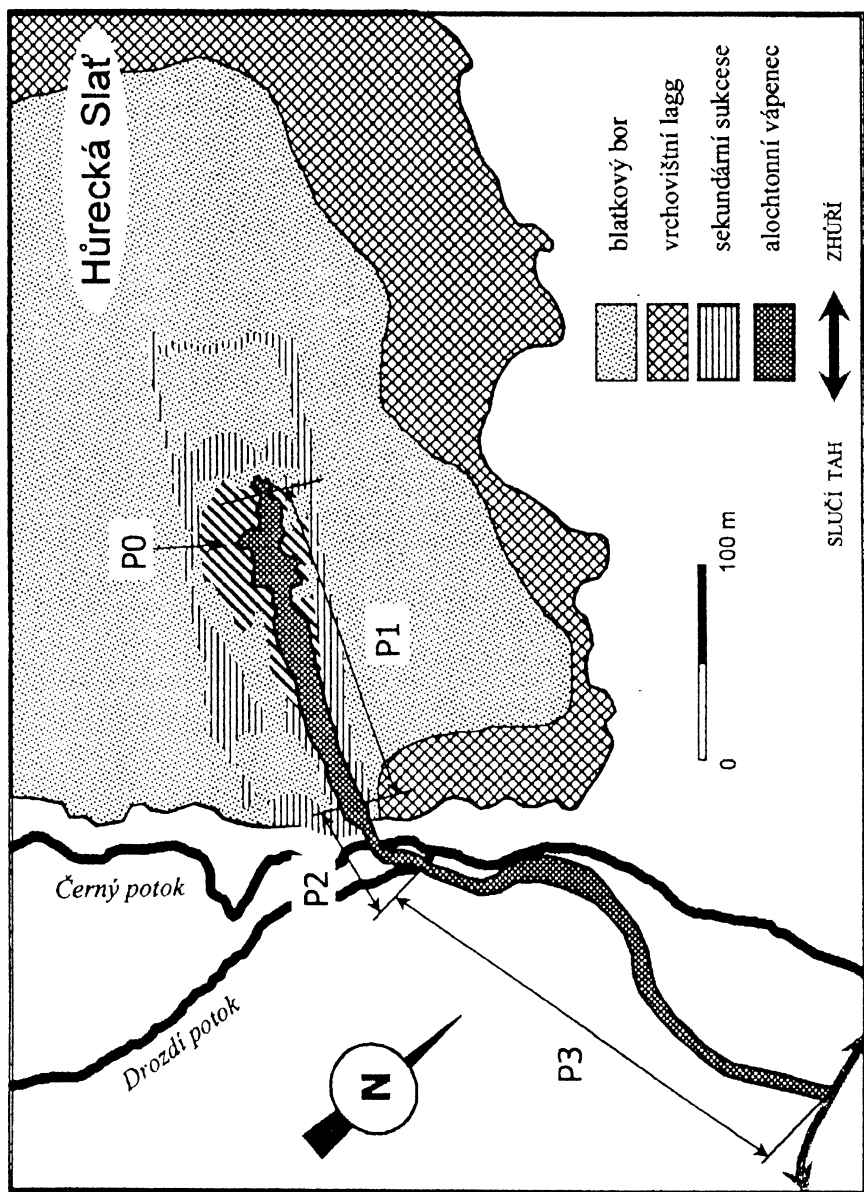 Hůrecká Slať
P0
P1
P2
P3
Černý potok
Drozdí potok
N
0
100 m
blatkový bor
vrchovištní lagg
sekundární sukcese
alochtonní vápenec
SLUČÍ TAH
ZHŮŘÍ